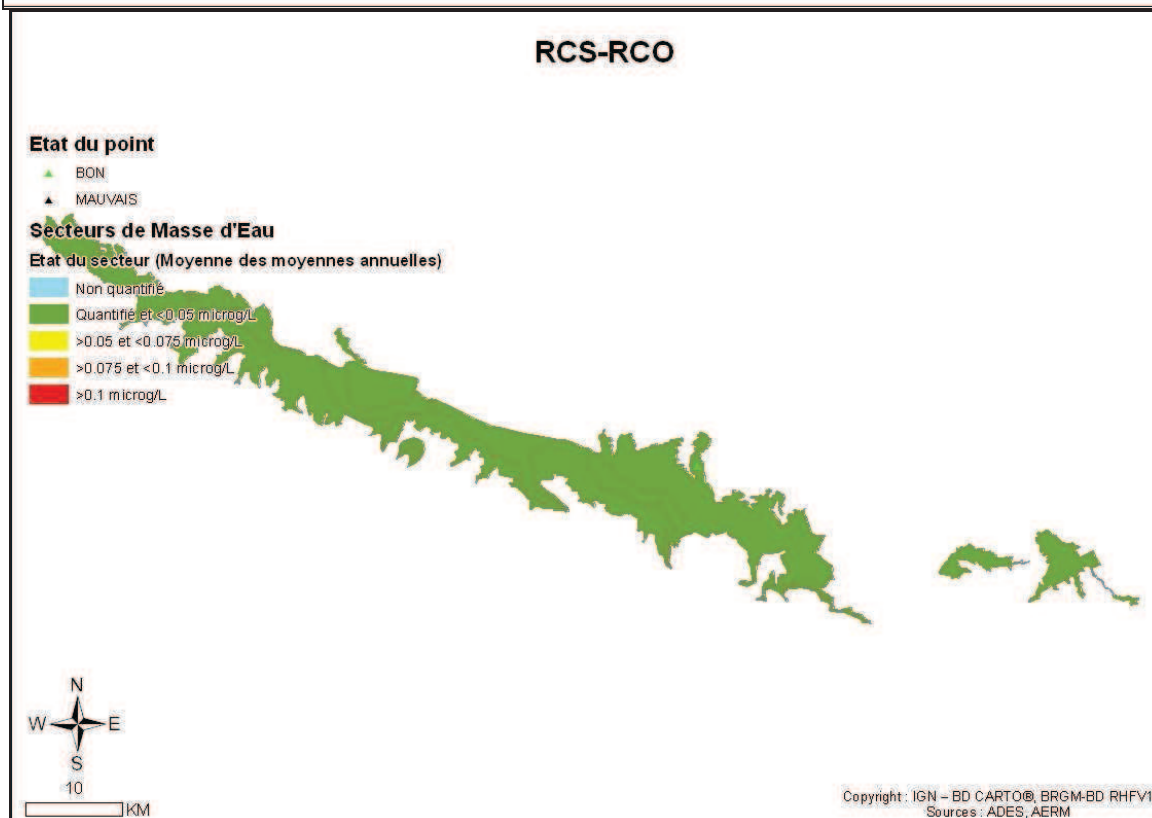 RCS-RCO
Etat du point
BON
MAUVAIS
Secteurs de Masse d'Eau
Etat du secteur (Moyenne des moyennes annuelles)
Non quantifié
Quantifié et <0.05 microg/L
>0.05 et <0.075 microg/L
>0.075 et <0.1 microg/L
>0.1 microg/L
N
W E
S
10
KM
Copyright : IGN – BD CARTO®, BRGM-BD RHFV1
Sources : ADES, AERM